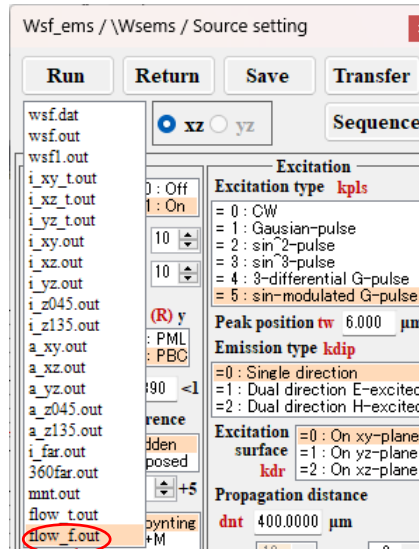 Wsf_ems / \Wsems / Source setting
Run Return Save Transfer
wsf.dat
wsf.out
wsf1.out
i_xy_t.out
i_xz_t.out
i_yz_t.out
i_xy.out
i_xz.out
i_yz.out
i_z045.out
i_z135.out
a_xy.out
a_xz.out
a_yz.out
a_z045.out
a_z135.out
i_far.out
360far.out
mnt.out
flow_t.out
flow_f.out
xz yz
Sequence
: Off
: On
10
10
(R) y
: PML
: PBC
<1
rence
dden
posed
+5
oynting
+M
Excitation
Excitation type kpls
= 0 : CW
= 1 : Gausian-pulse
= 2 : sin^2-pulse
= 3 : sin^3-pulse
= 4 : 3-differential G-pulse
= 5 : sin-modulated G-pulse
Peak position tw 6.000 μm
Emission type kdip
=0 : Single direction
=1 : Dual direction E-excited
=2 : Dual direction H-excited
Excitation surface kdr
=0 : On xy-plane
=1 : On yz-plane
=2 : On xz-plane
Propagation distance
dnt 400.0000 μm